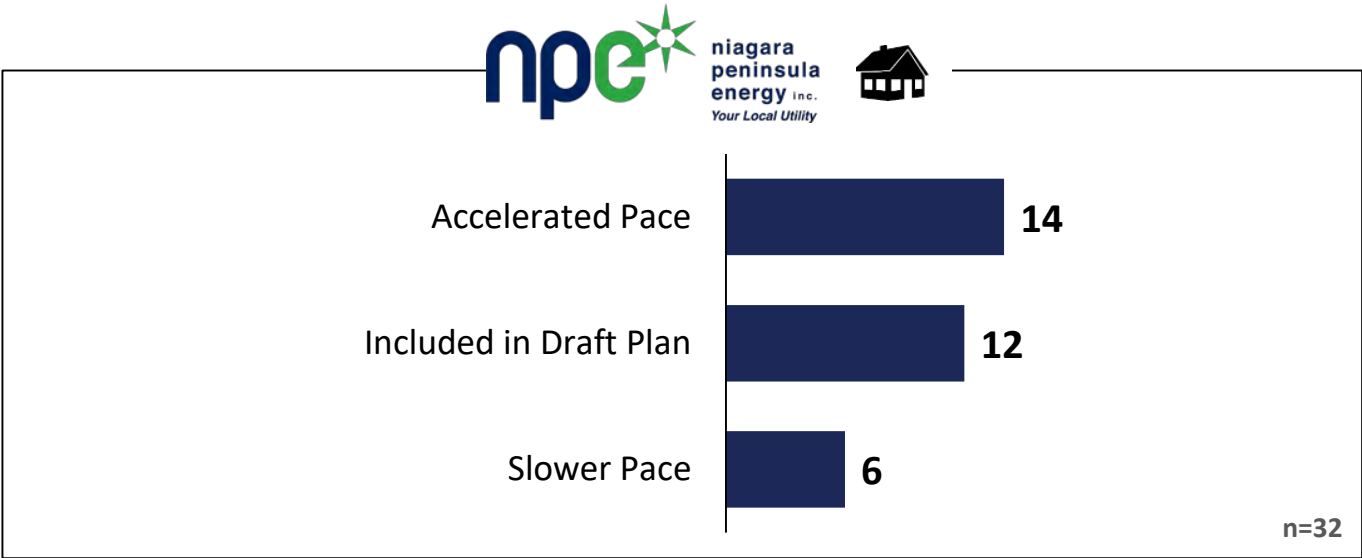 npe
niagara
peninsula
energy inc.
Your Local Utility
Accelerated Pace 14
Included in Draft Plan 12
Slower Pace 6
n=32